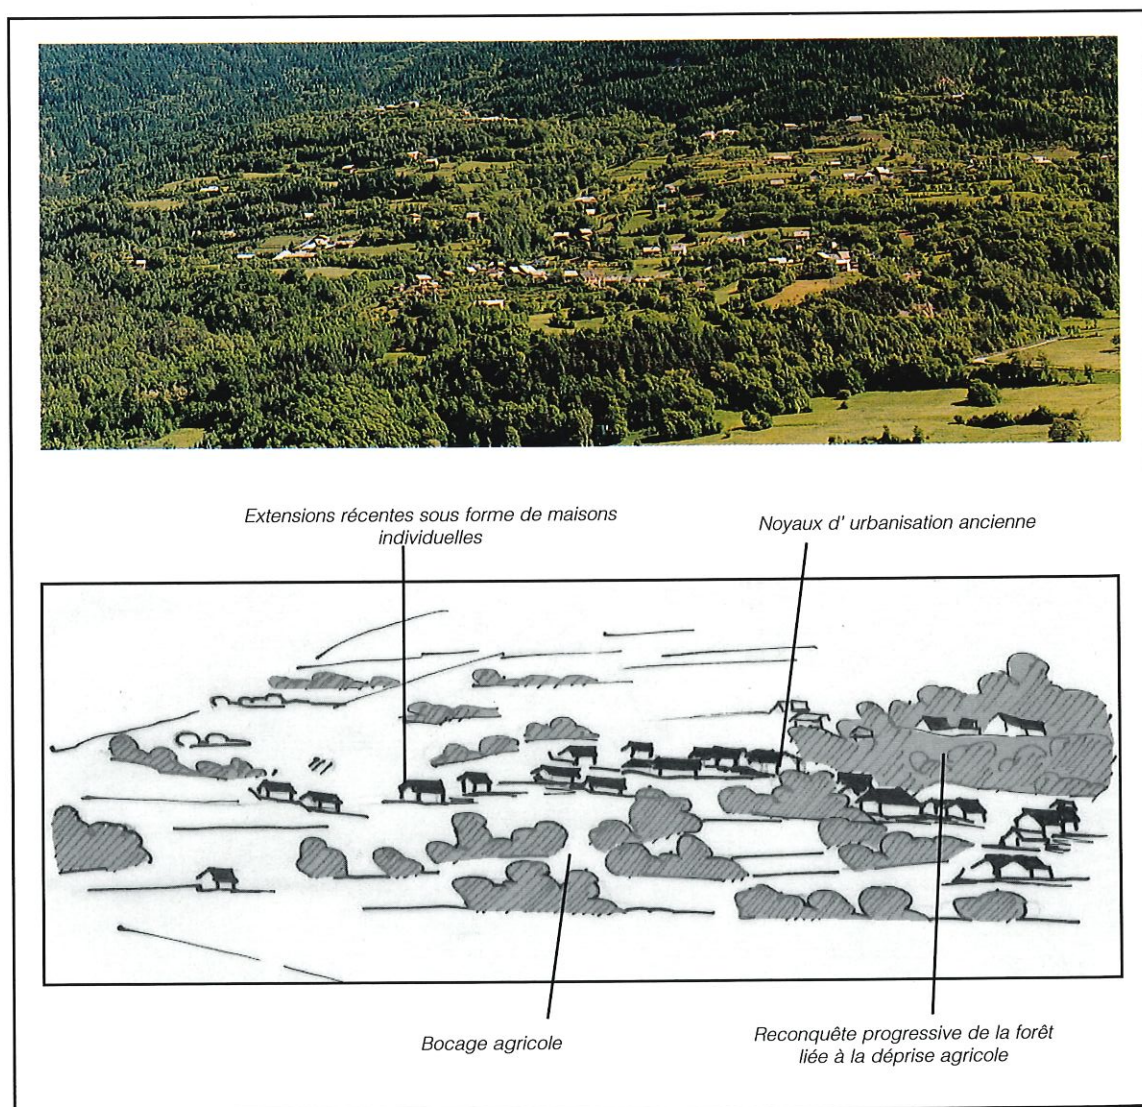 Extensions récentes sous forme de maisons
individuelles
Noyaux d' urbanisation ancienne
Bocage agricole
Reconquête progressive de la forêt
liée à la déprise agricole